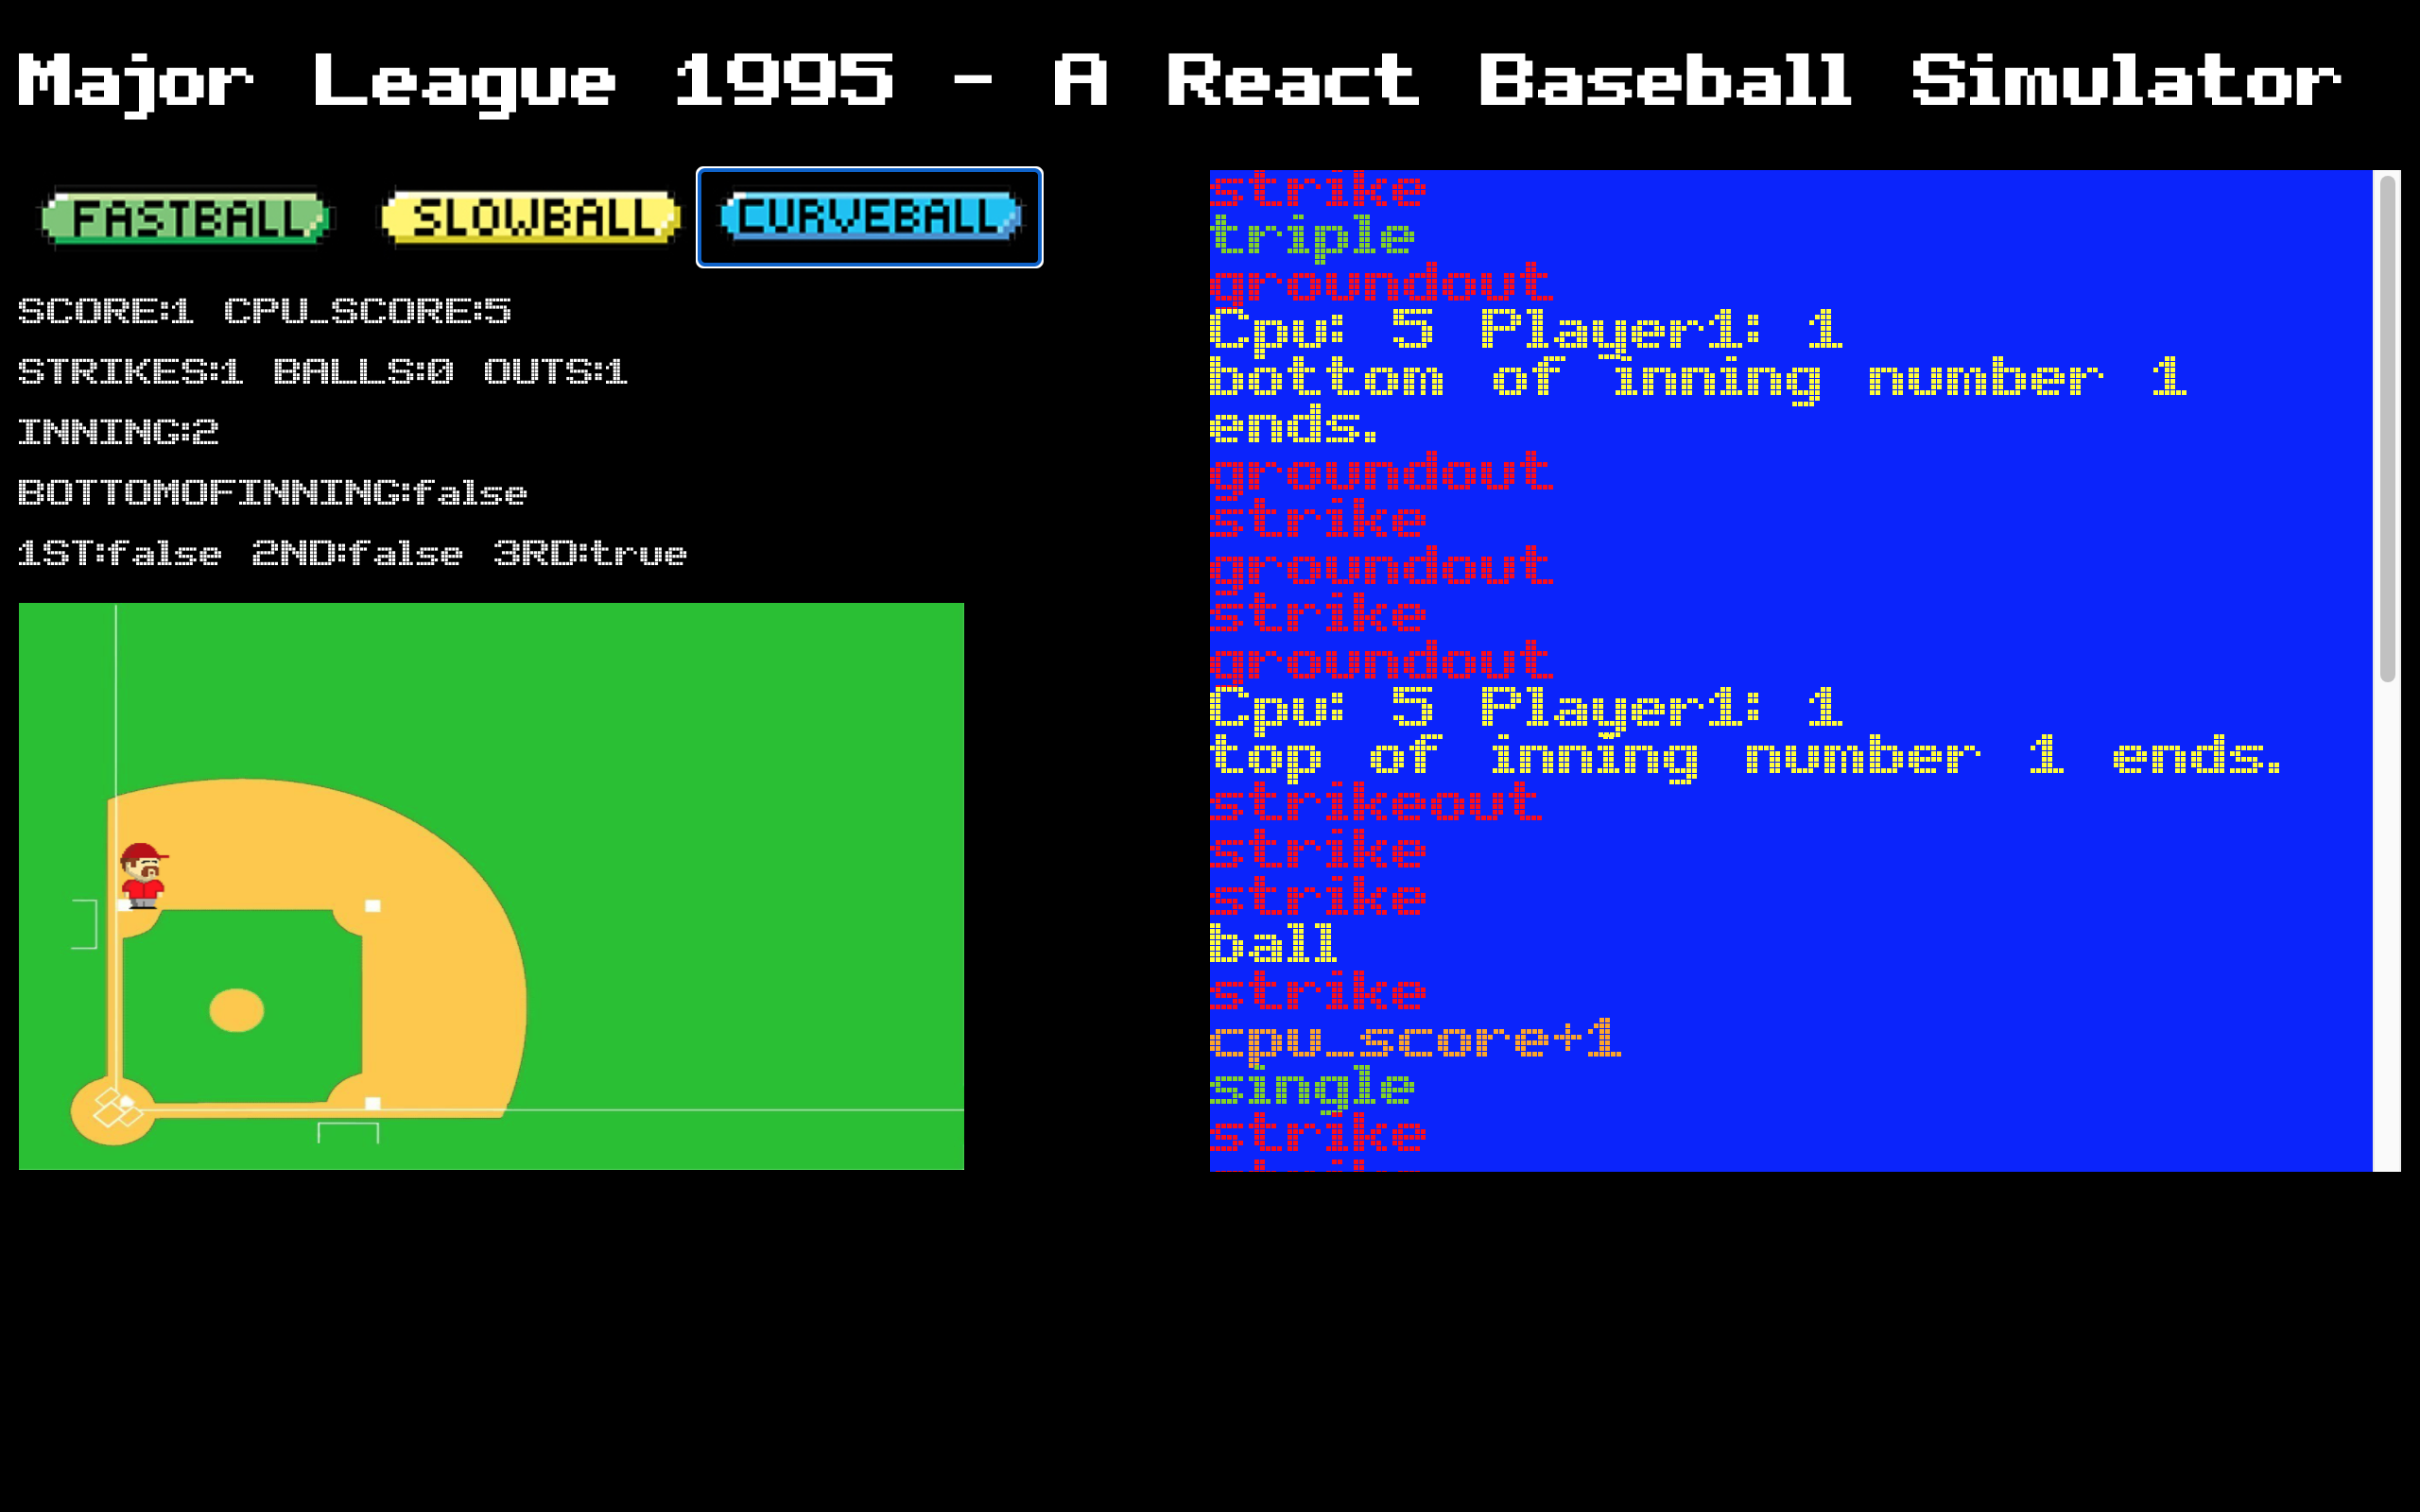 Major League 1995 - A React Baseball Simulator
FASTBALL SLOWBALL CURVEBALL
SCORE:1 CPU_SCORE:5
STRIKES:1 BALLS:0 OUTS:1
INNING:2
BOTTOMOFINNING:false
1ST:false 2ND:false 3RD:true
strike
triple
groundout
Cpu: 5 Player1: 1
bottom of inning number 1
ends.
groundout
strike
groundout
strike
groundout
Cpu: 5 Player1: 1
top of inning number 1 ends.
strikeout
strike
strike
ball
strike
cpu_score+1
single
strike